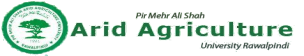 Pir Mehr Ali Shah
Arid Agriculture
University Rawalpindi